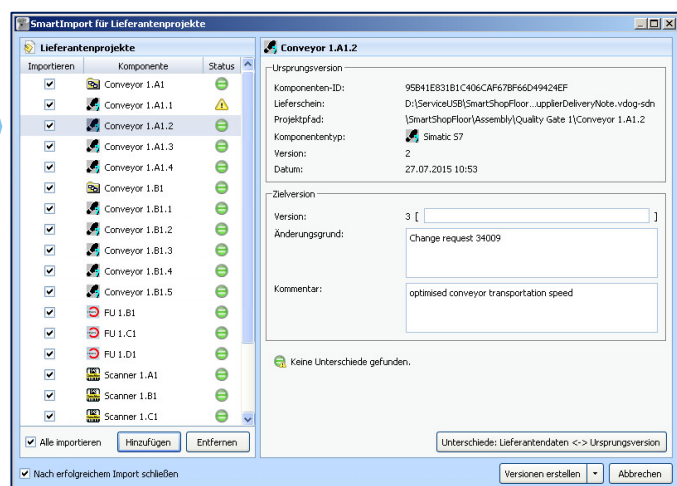 SmartImport für Lieferantenprojekte
Lieferantenprojekte
Importieren Komponente Status
Conveyor 1.A1
Conveyor 1.A1.1
Conveyor 1.A1.2
Conveyor 1.A1.3
Conveyor 1.A1.4
Conveyor 1.B1
Conveyor 1.B1.1
Conveyor 1.B1.2
Conveyor 1.B1.3
Conveyor 1.B1.4
Conveyor 1.B1.5
FU 1.B1
FU 1.C1
FU 1.D1
Scanner 1.A1
Scanner 1.B1
Scanner 1.C1
Alle importieren Hinzufügen Entfernen
Nach erfolgreichem Import schließen
Conveyor 1.A1.2
Ursprungsversion
Komponenten-ID: 95B41E831B1C406CAF67BF66D49424EF
Lieferschein: D:\ServiceUSB\SmartShopFloor...upplierDeliveryNote.vdog-sdn
Projektpfad: \SmartShopFloor\Assembly\Quality Gate 1\Conveyor 1.A1.2
Komponententyp: Simatic S7
Version: 2
Datum: 27.07.2015 10:53
Zielversion
Version: 3 [ ]
Änderungsgrund: Change request 34009
Kommentar: optimised conveyor transportation speed
Keine Unterschiede gefunden.
Unterschiede: Lieferantendaten <-> Ursprungsversion
Versionen erstellen Abbrechen